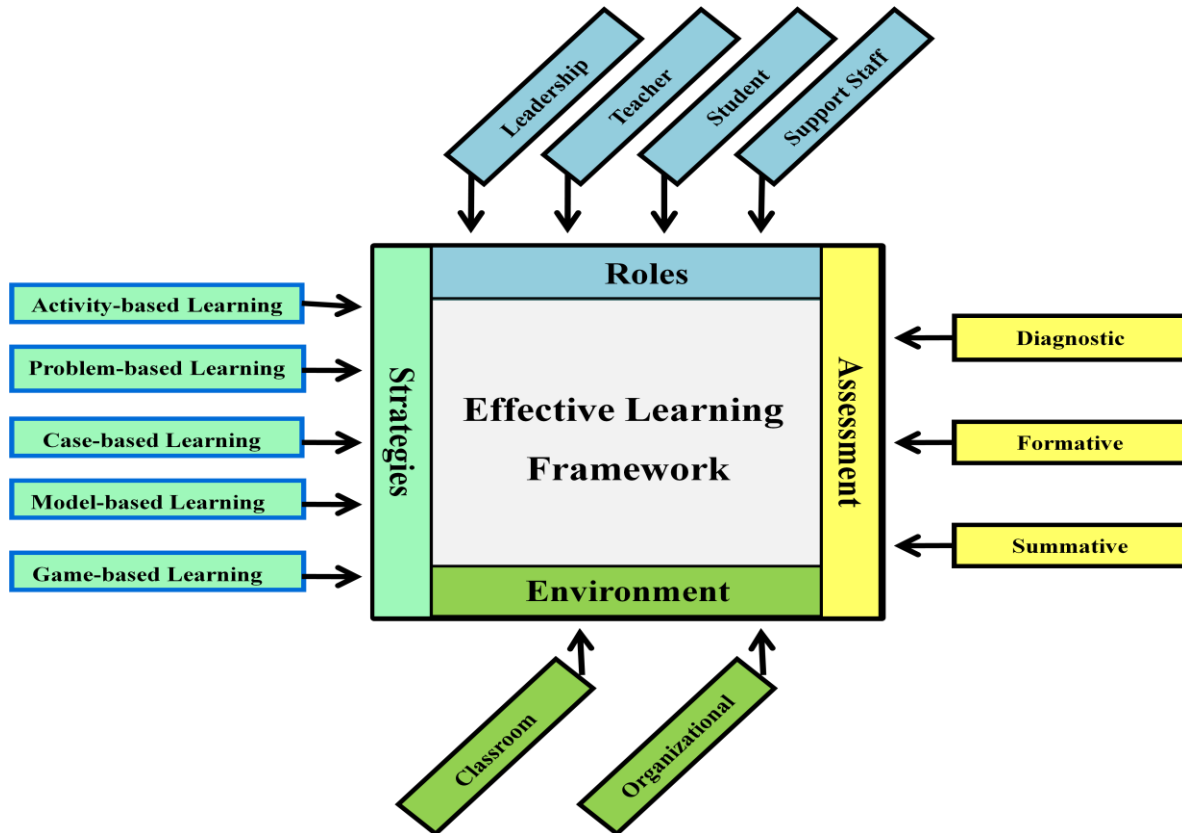 Leadership
Teacher
Student
Support Staff
Roles
Activity-based Learning
Problem-based Learning
Case-based Learning
Model-based Learning
Game-based Learning
Strategies
Effective Learning
Framework
Assessment
Diagnostic
Formative
Summative
Environment
Classroom
Organizational